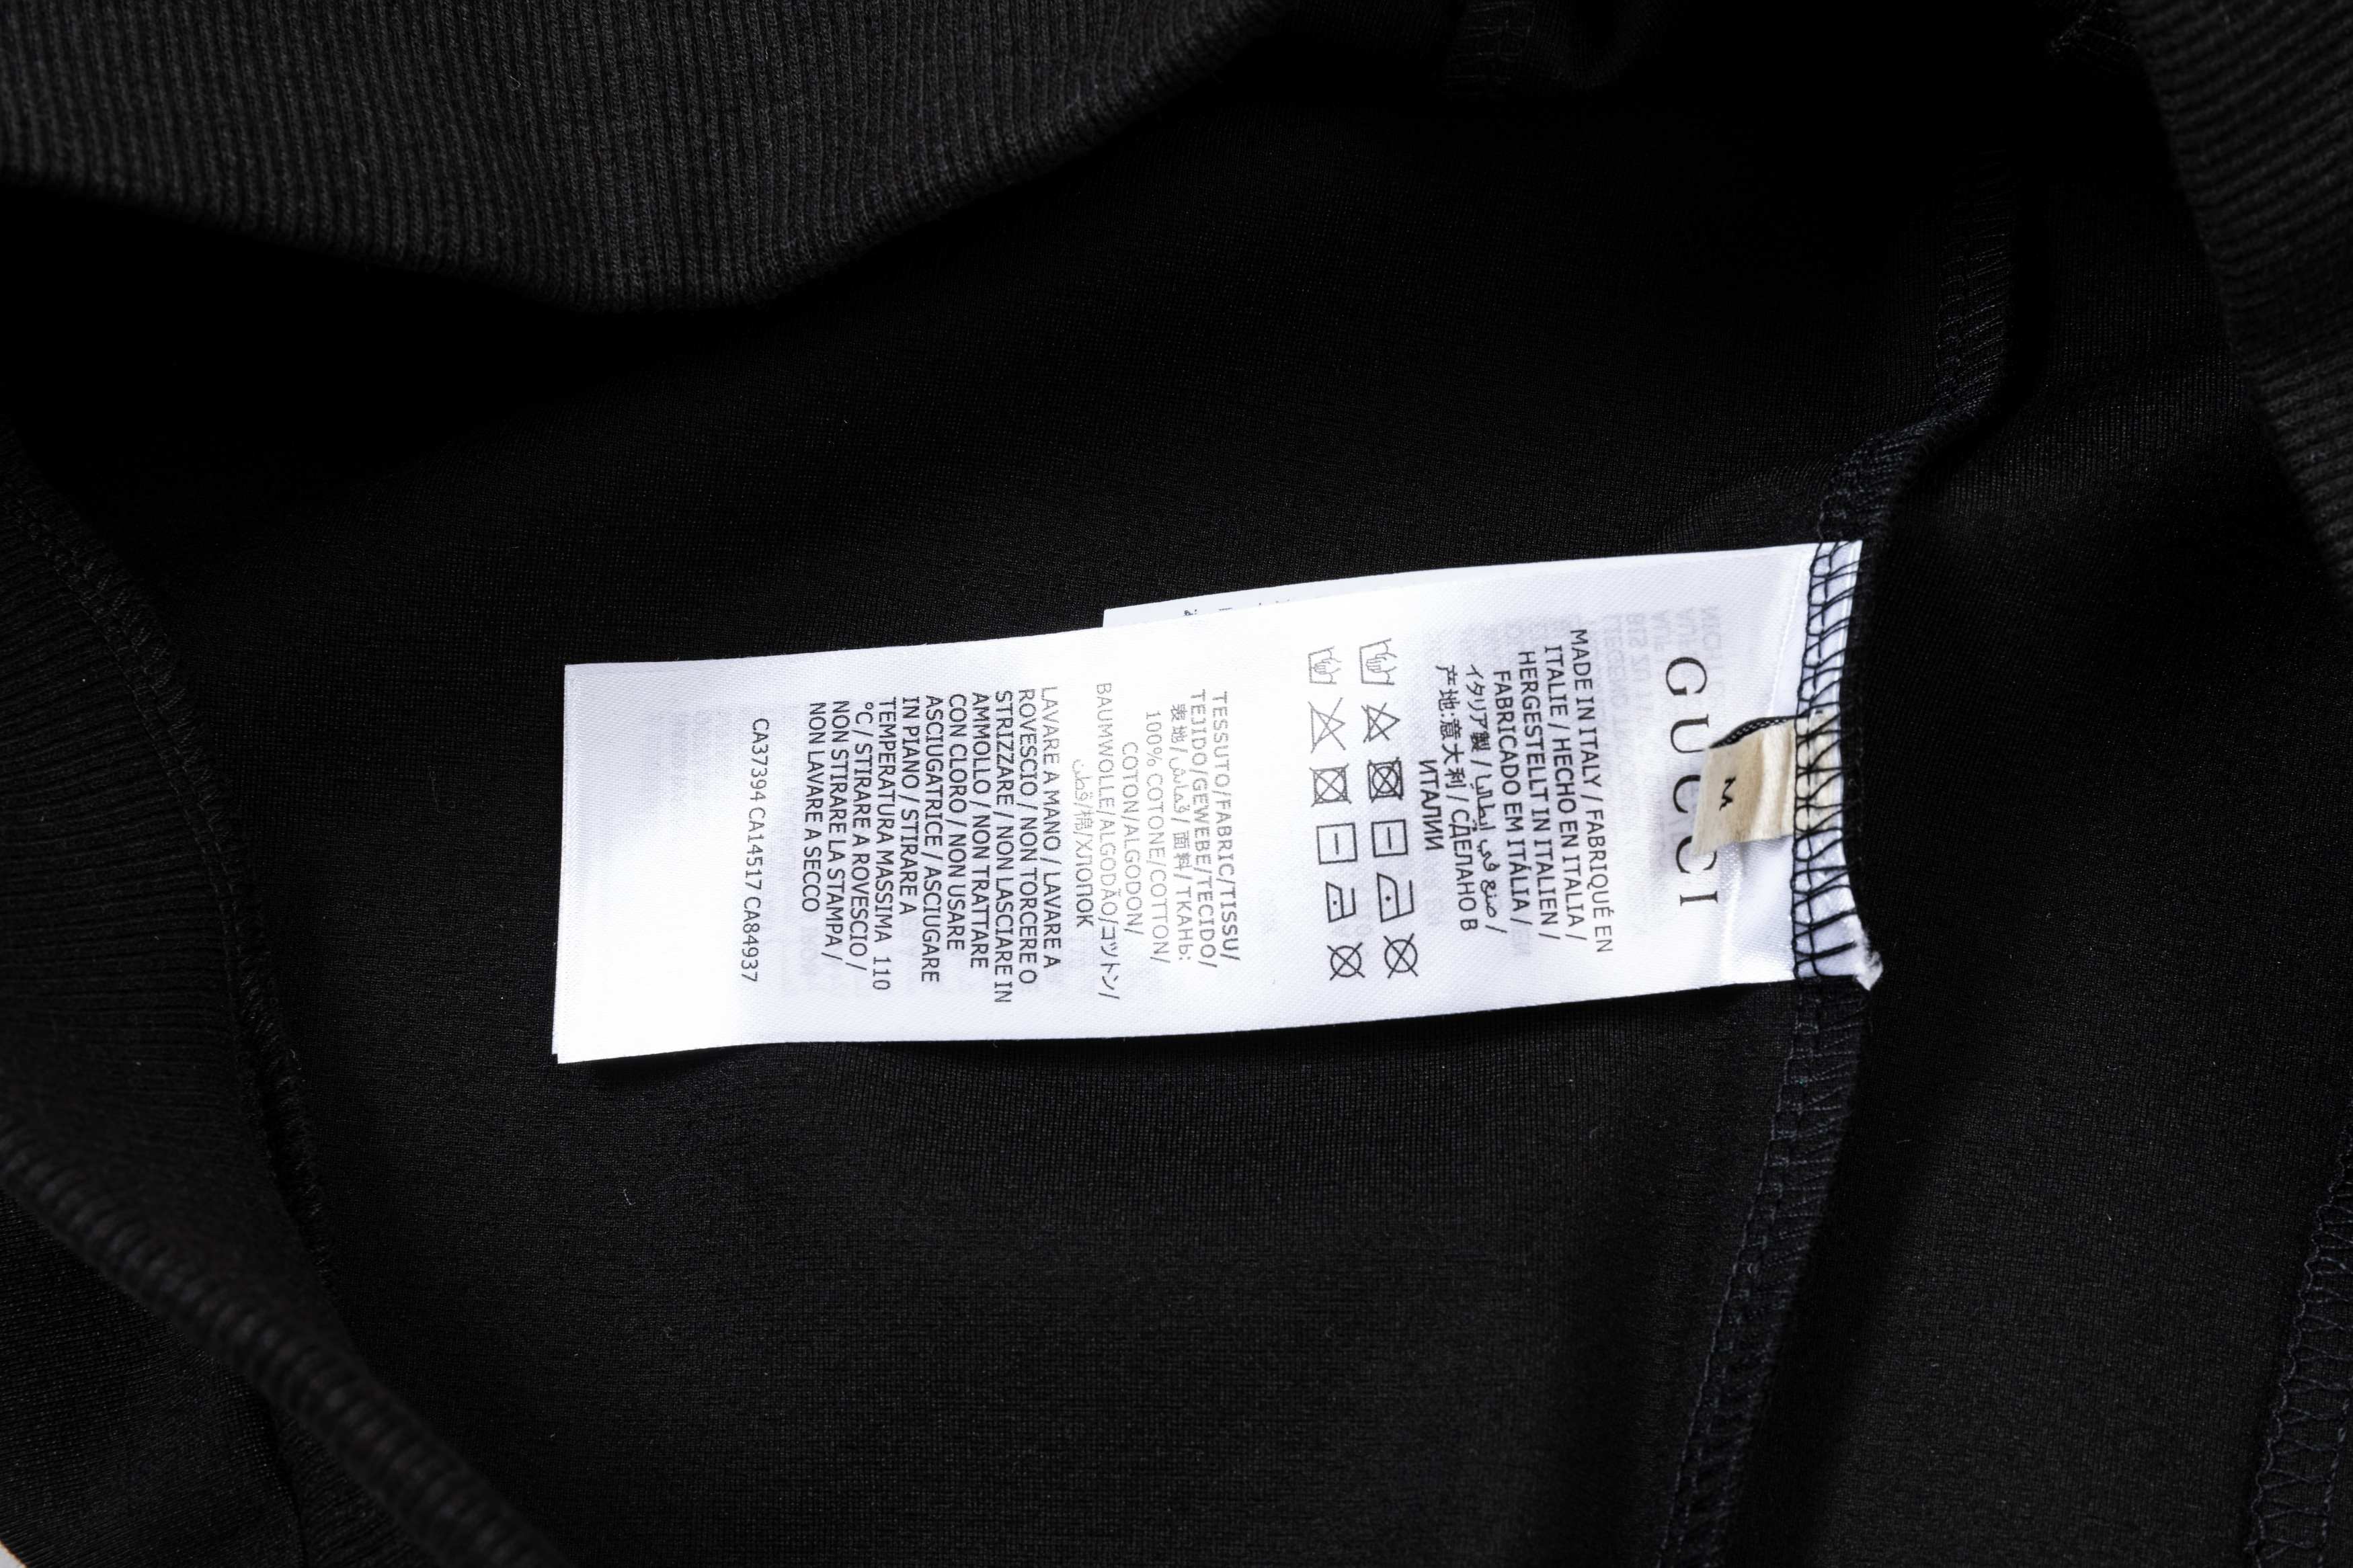 GUCCI
M
MADE IN ITALY / FABRIQUÉ EN
ITALIE / HECHO EN ITALIA /
HERGESTELLT IN ITALIEN /
FABRICADO EM ITÁLIA /
イタリア製 / صنع في إيطاليا /
产地:意大利 / СДЕЛАНО В
ИТАЛИИ
TESSUTO/FABRIC/TISSU/
TEJIDO/GEWEBE/TECIDO/
表地 / قماش / 面料 / ТКАНЬ:
100% COTONE/COTTON/
COTON/ALGODON/
BAUMWOLLE/ALGODÃO/コットン/
قطن/棉/ХЛОПОК
LAVARE A MANO / LAVARE A
ROVESCIO / NON TORCERE O
STRIZZARE / NON LASCIARE IN
AMMOLLO / NON TRATTARE
CON CLORO / NON USARE
ASCIUGATRICE / ASCIUGARE
IN PIANO / STIRARE A
TEMPERATURA MASSIMA 110
°C / STIRARE A ROVESCIO /
NON STIRARE LA STAMPA /
NON LAVARE A SECCO
CA37394 CA14517 CA84937